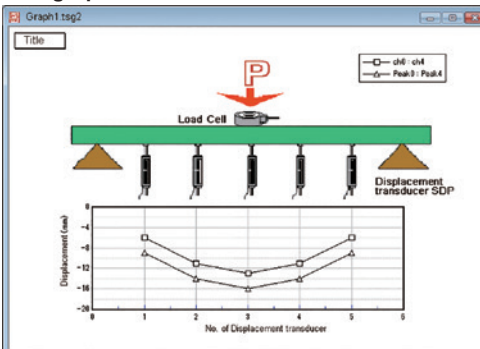 Graph1.tsg2
Title
P
ch0 : ch4
Peak0 : Peak4
Load Cell
Displacement
transducer SDP
Displacement (mm)
0
-4
-8
-12
-16
-20
0 1 2 3 4 5 6
No. of Displacement transducer